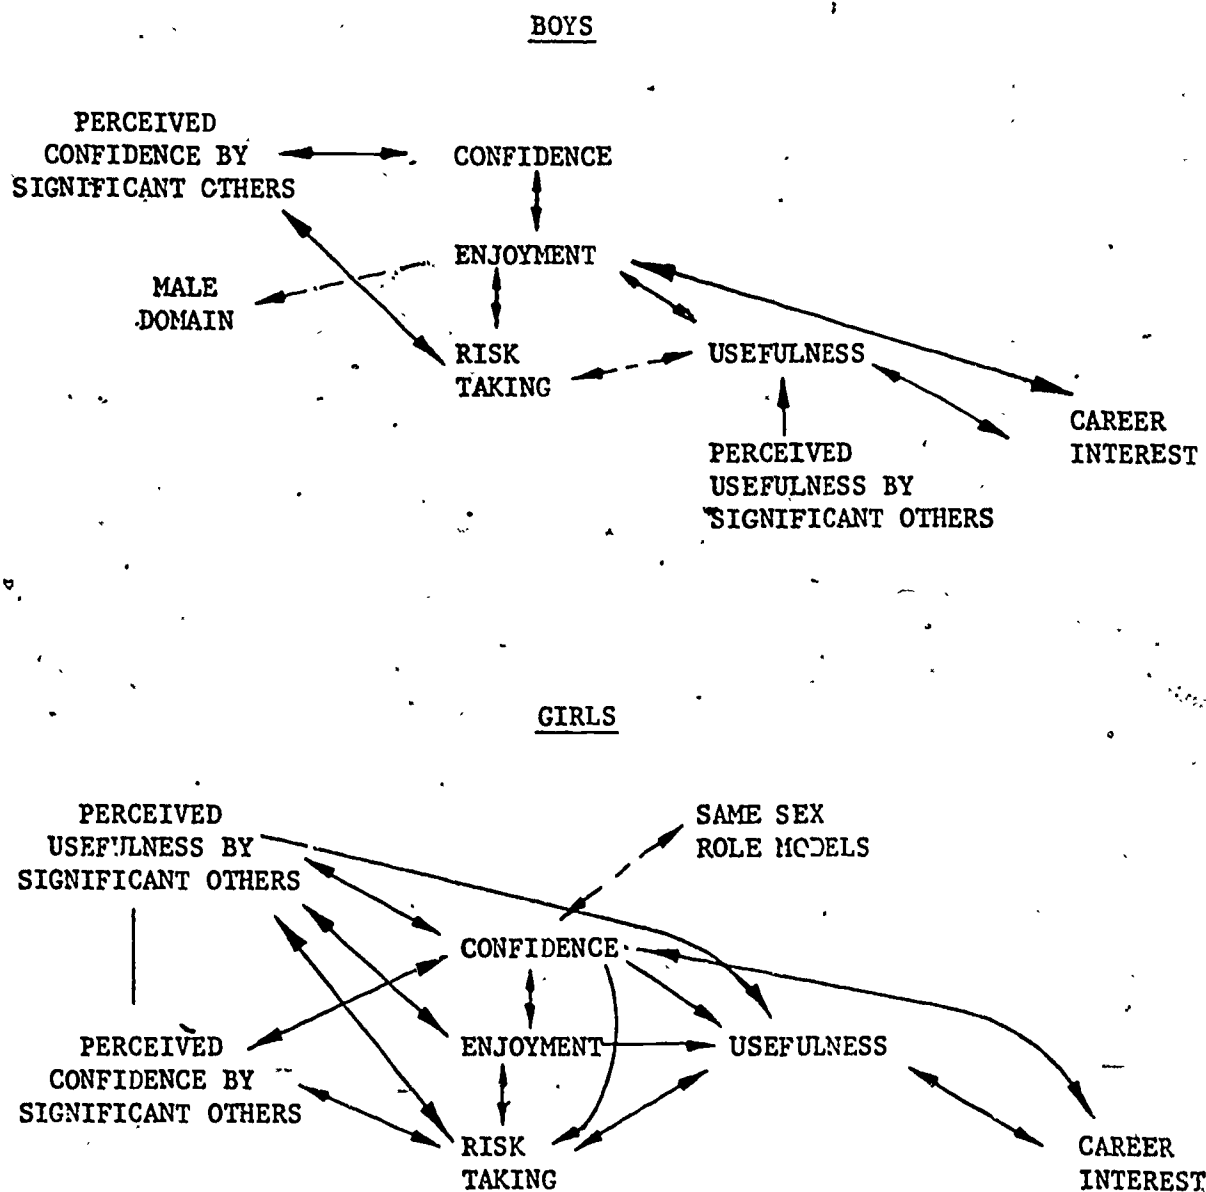 BOYS
PERCEIVED
CONFIDENCE BY
SIGNIFICANT OTHERS
CONFIDENCE
ENJOYMENT
MALE
DOMAIN
RISK
TAKING
USEFULNESS
CAREER
INTEREST
PERCEIVED
USEFULNESS BY
SIGNIFICANT OTHERS
GIRLS
PERCEIVED
USEFULNESS BY
SIGNIFICANT OTHERS
SAME SEX
ROLE MODELS
CONFIDENCE
PERCEIVED
CONFIDENCE BY
SIGNIFICANT OTHERS
ENJOYMENT
USEFULNESS
RISK
TAKING
CAREER
INTEREST